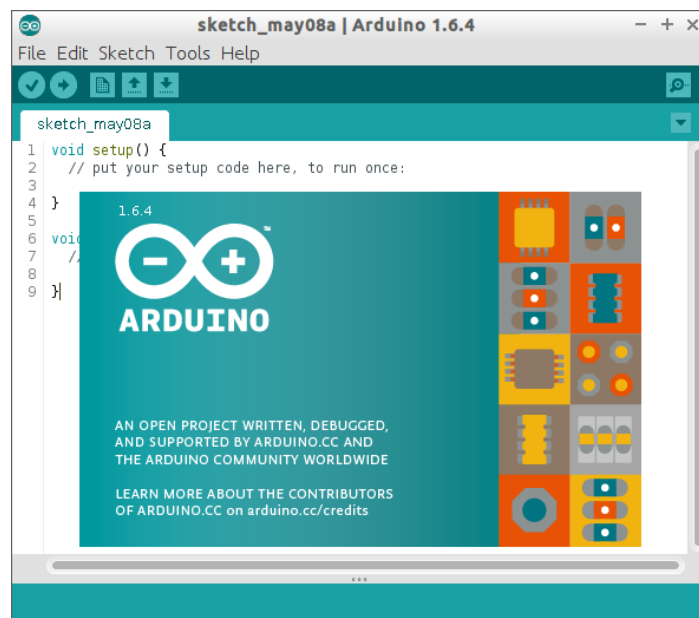 sketch_may08a | Arduino 1.6.4
File Edit Sketch Tools Help
sketch_may08a
1 void setup() {
2 // put your setup code here, to run once:
3
4 }
5
6 void
7 //
8
9 }
1.6.4
™
ARDUINO
AN OPEN PROJECT WRITTEN, DEBUGGED,
AND SUPPORTED BY ARDUINO.CC AND
THE ARDUINO COMMUNITY WORLDWIDE
LEARN MORE ABOUT THE CONTRIBUTORS
OF ARDUINO.CC on arduino.cc/credits